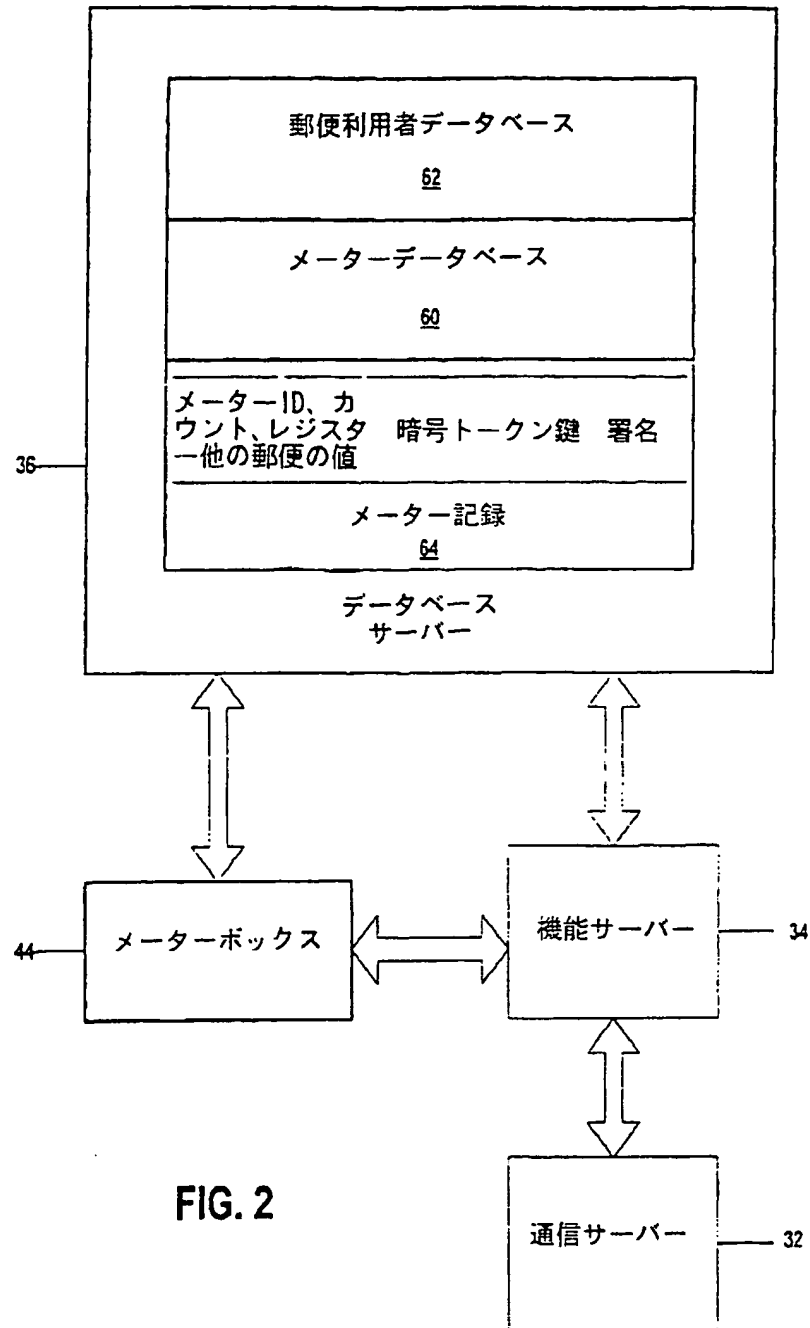 郵便利用者データベース
62
メーターデータベース
60
メーターID、カ
ウント、レジスタ 暗号トークン鍵 署名
ー他の郵便の値
36
メーター記録
64
データベース
サーバー
44
メーターボックス
機能サーバー
34
FIG. 2
通信サーバー
32